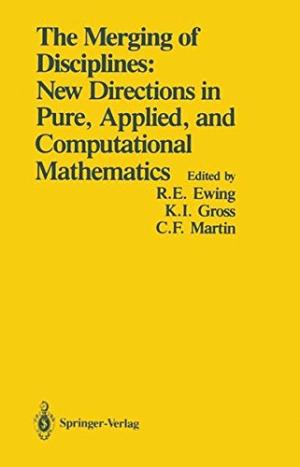 The Merging of
Disciplines:
New Directions in
Pure, Applied, and
Computational
Mathematics Edited by
R.E. Ewing
K.I. Gross
C.F. Martin
Springer-Verlag